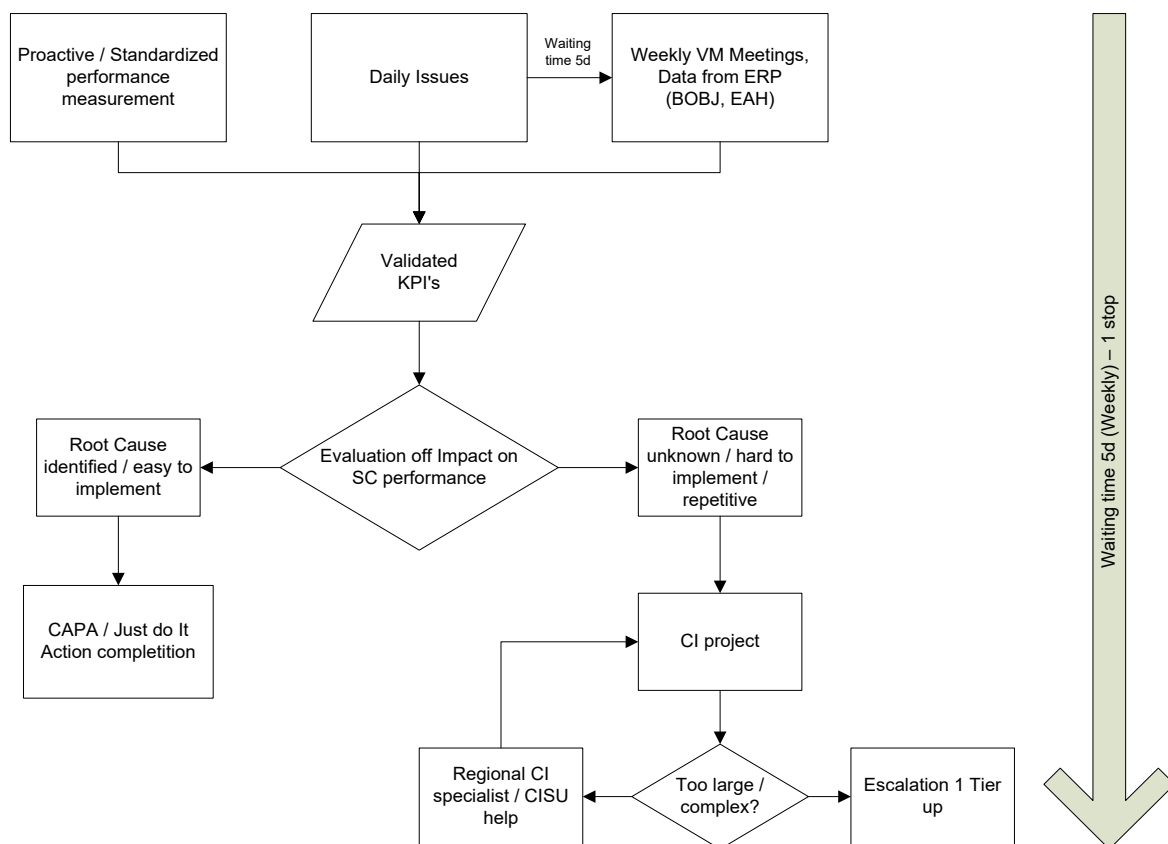 Proactive / Standardized
performance
measurement
Daily Issues
Waiting
time 5d
Weekly VM Meetings,
Data from ERP
(BOBJ, EAH)
Validated
KPI's
Evaluation off Impact on
SC performance
Root Cause
identified / easy to
implement
Root Cause
unknown / hard to
implement /
repetitive
CAPA / Just do It
Action completition
CI project
Regional CI
specialist / CISU
help
Too large /
complex?
Escalation 1 Tier
up
Waiting time 5d (Weekly) – 1 stop